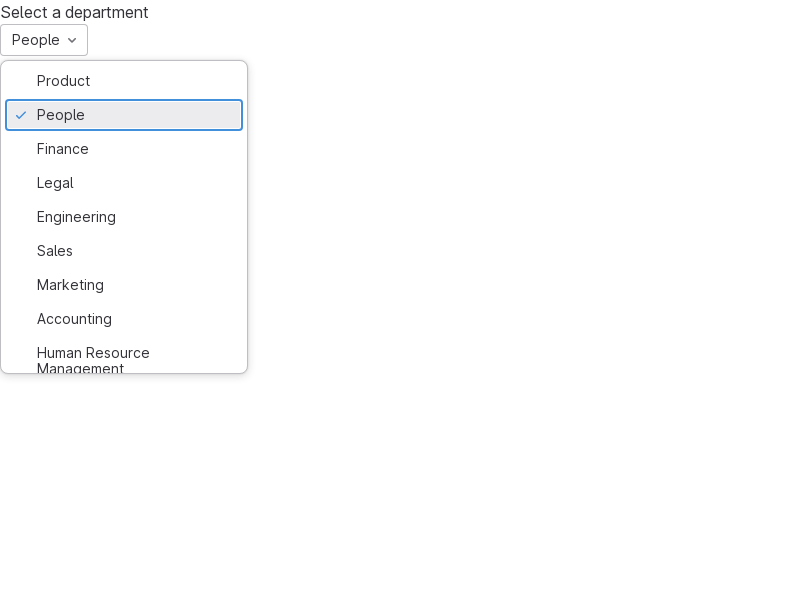 Select a department
People
Product
People
Finance
Legal
Engineering
Sales
Marketing
Accounting
Human Resource
Management